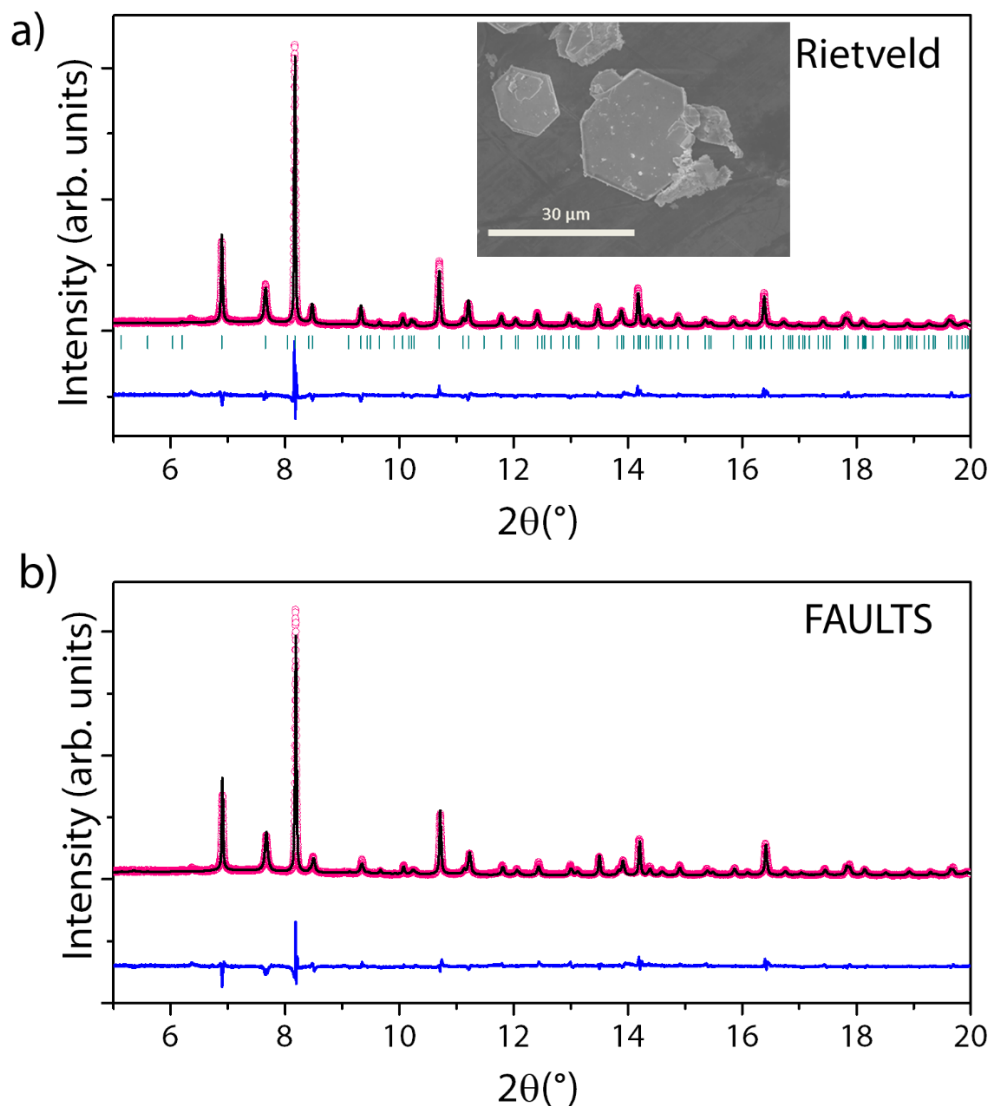 a)
Rietveld
30 μm
Intensity (arb. units)
6 8 10 12 14 16 18 20
2θ(°)
b)
FAULTS
Intensity (arb. units)
6 8 10 12 14 16 18 20
2θ(°)